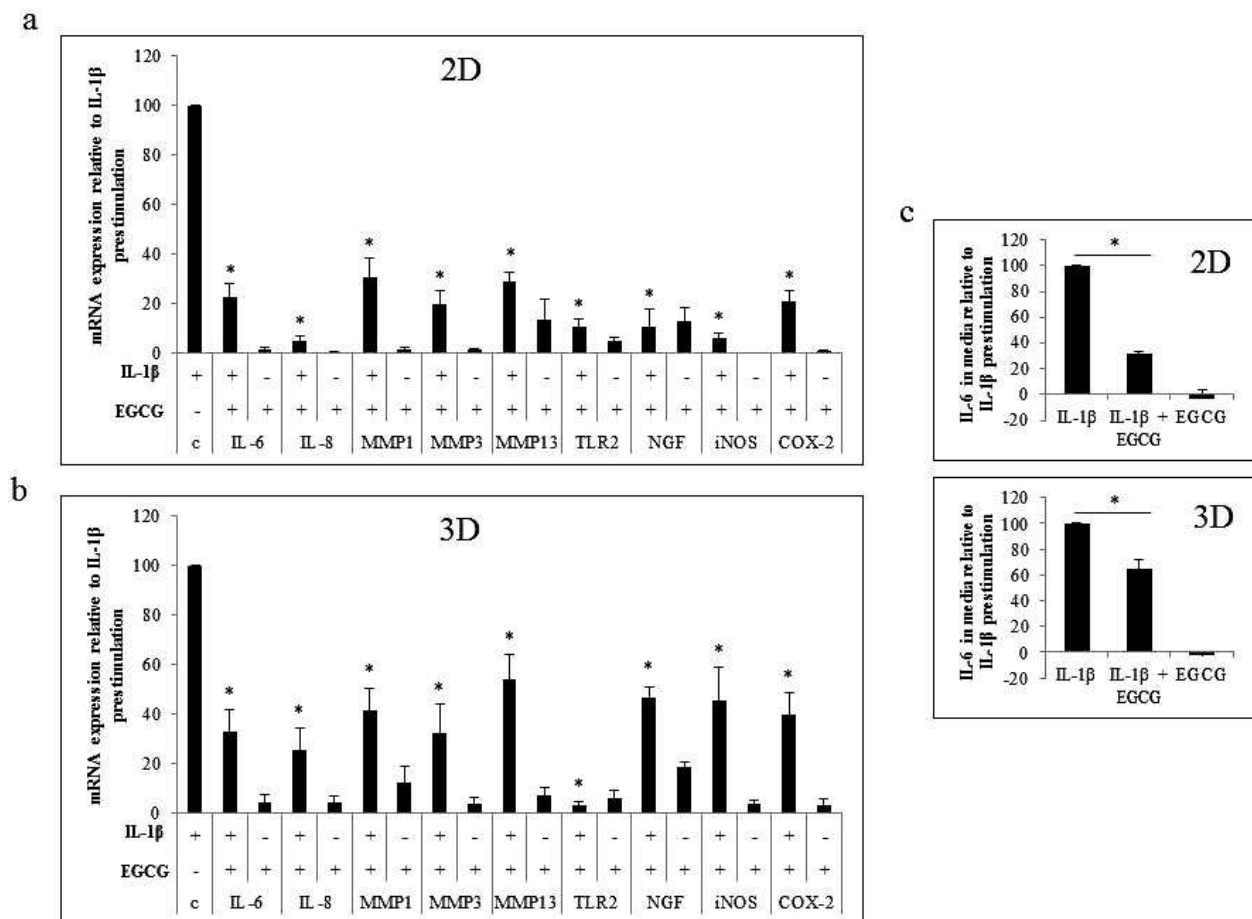 a
2D
mRNA expression relative to IL-1β
prestimulation
120
100
80
60
40
20
0
* * * * * * * * *
IL-1β + + - + - + - + - + - + - + - + - + -
EGCG - + + + + + + + + + + + + + + + + + +
c IL-6 IL-8 MMP1 MMP3 MMP13 TLR2 NGF iNOS COX-2
b
3D
mRNA expression relative to IL-1β
prestimulation
120
100
80
60
40
20
0
* * * * * * * * *
IL-1β + + - + - + - + - + - + - + - + - + -
EGCG - + + + + + + + + + + + + + + + + + +
c IL-6 IL-8 MMP1 MMP3 MMP13 TLR2 NGF iNOS COX-2
c
2D
IL-6 in media relative to
IL-1β prestimulation
120
100
80
60
40
20
0
-20
*
IL-1β IL-1β + EGCG
EGCG
3D
IL-6 in media relative to
IL-1β prestimulation
120
100
80
60
40
20
0
-20
*
IL-1β IL-1β + EGCG
EGCG